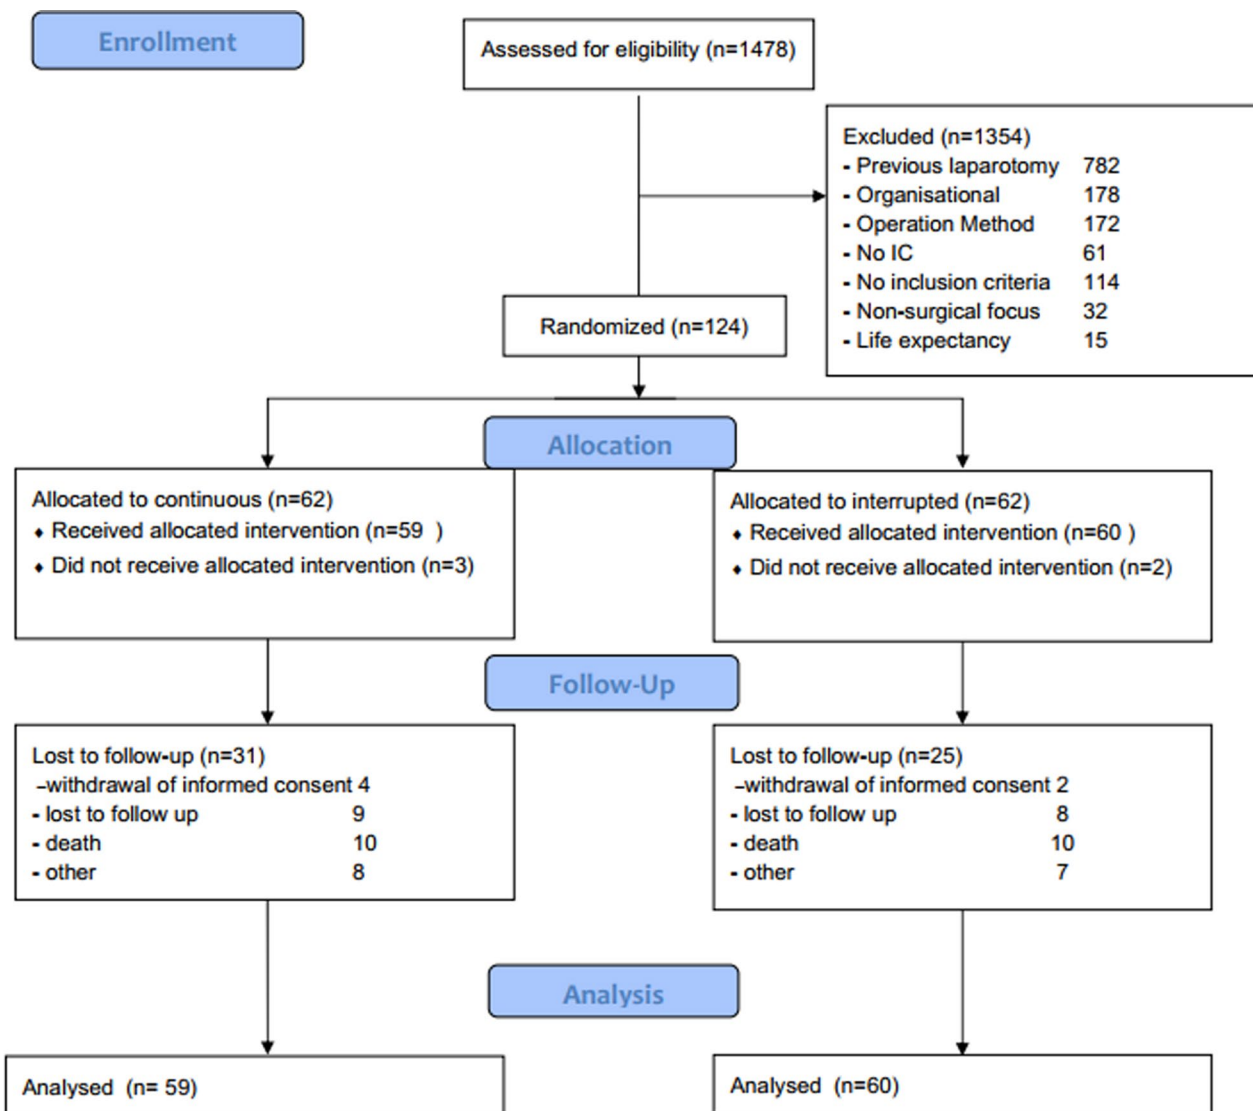 Enrollment
Assessed for eligibility (n=1478)
Excluded (n=1354)
- Previous laparotomy 782
- Organisational 178
- Operation Method 172
- No IC 61
- No inclusion criteria 114
- Non-surgical focus 32
- Life expectancy 15
Randomized (n=124)
Allocation
Allocated to continuous (n=62)
♦ Received allocated intervention (n=59 )
♦ Did not receive allocated intervention (n=3)
Allocated to interrupted (n=62)
♦ Received allocated intervention (n=60 )
♦ Did not receive allocated intervention (n=2)
Follow-Up
Lost to follow-up (n=31)
–withdrawal of informed consent 4
- lost to follow up 9
- death 10
- other 8
Lost to follow-up (n=25)
–withdrawal of informed consent 2
- lost to follow up 8
- death 10
- other 7
Analysis
Analysed (n= 59)
Analysed (n=60)